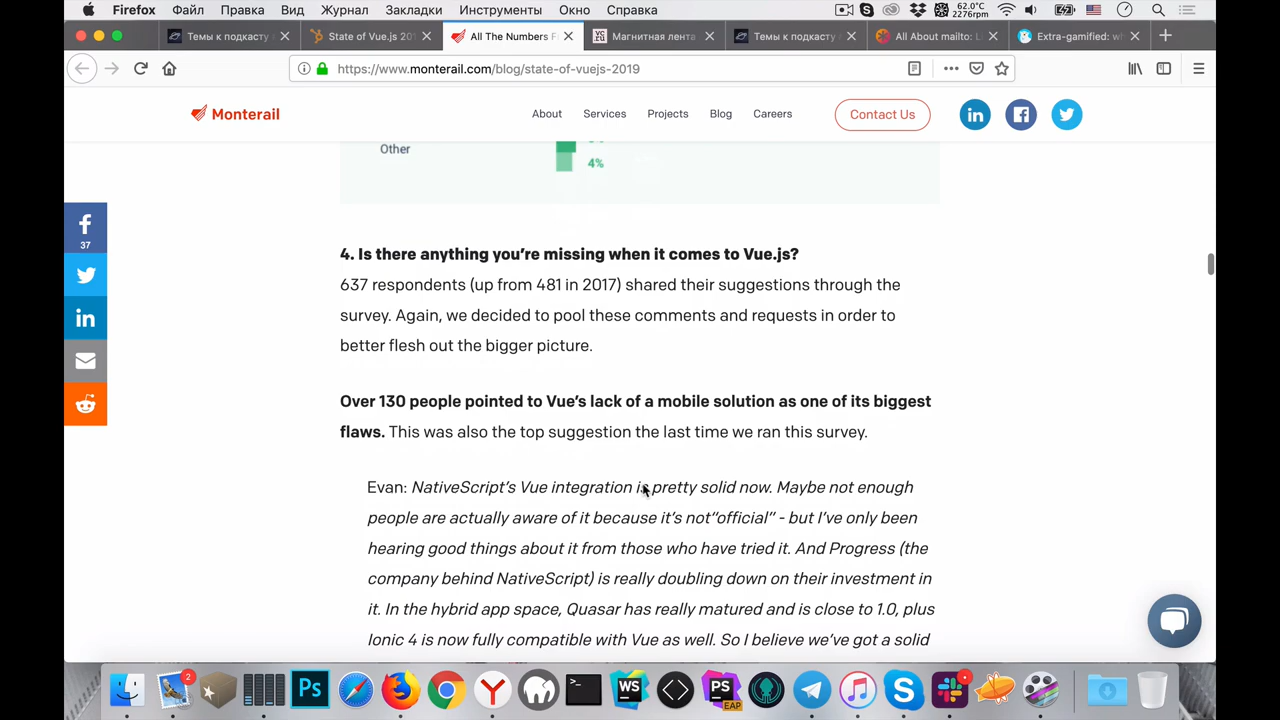 Firefox Файл Правка Вид Журнал Закладки Инструменты Окно Справка 62.0°C 2276rpm
Темы к подкасту State of Vue.js 201 All The Numbers F Магнитная лента Темы к подкасту All About mailto: L Extra-gamified: wh
https://www.monterail.com/blog/state-of-vuejs-2019
Monterail About Services Projects Blog Careers Contact Us
Other
4%
37
4. Is there anything you're missing when it comes to Vue.js?
637 respondents (up from 481 in 2017) shared their suggestions through the
survey. Again, we decided to pool these comments and requests in order to
better flesh out the bigger picture.
Over 130 people pointed to Vue's lack of a mobile solution as one of its biggest
flaws. This was also the top suggestion the last time we ran this survey.
Evan: NativeScript's Vue integration is pretty solid now. Maybe not enough
people are actually aware of it because it's not“official” - but I've only been
hearing good things about it from those who have tried it. And Progress (the
company behind NativeScript) is really doubling down on their investment in
it. In the hybrid app space, Quasar has really matured and is close to 1.0, plus
Ionic 4 is now fully compatible with Vue as well. So I believe we've got a solid
2 Ps WS PS EAP